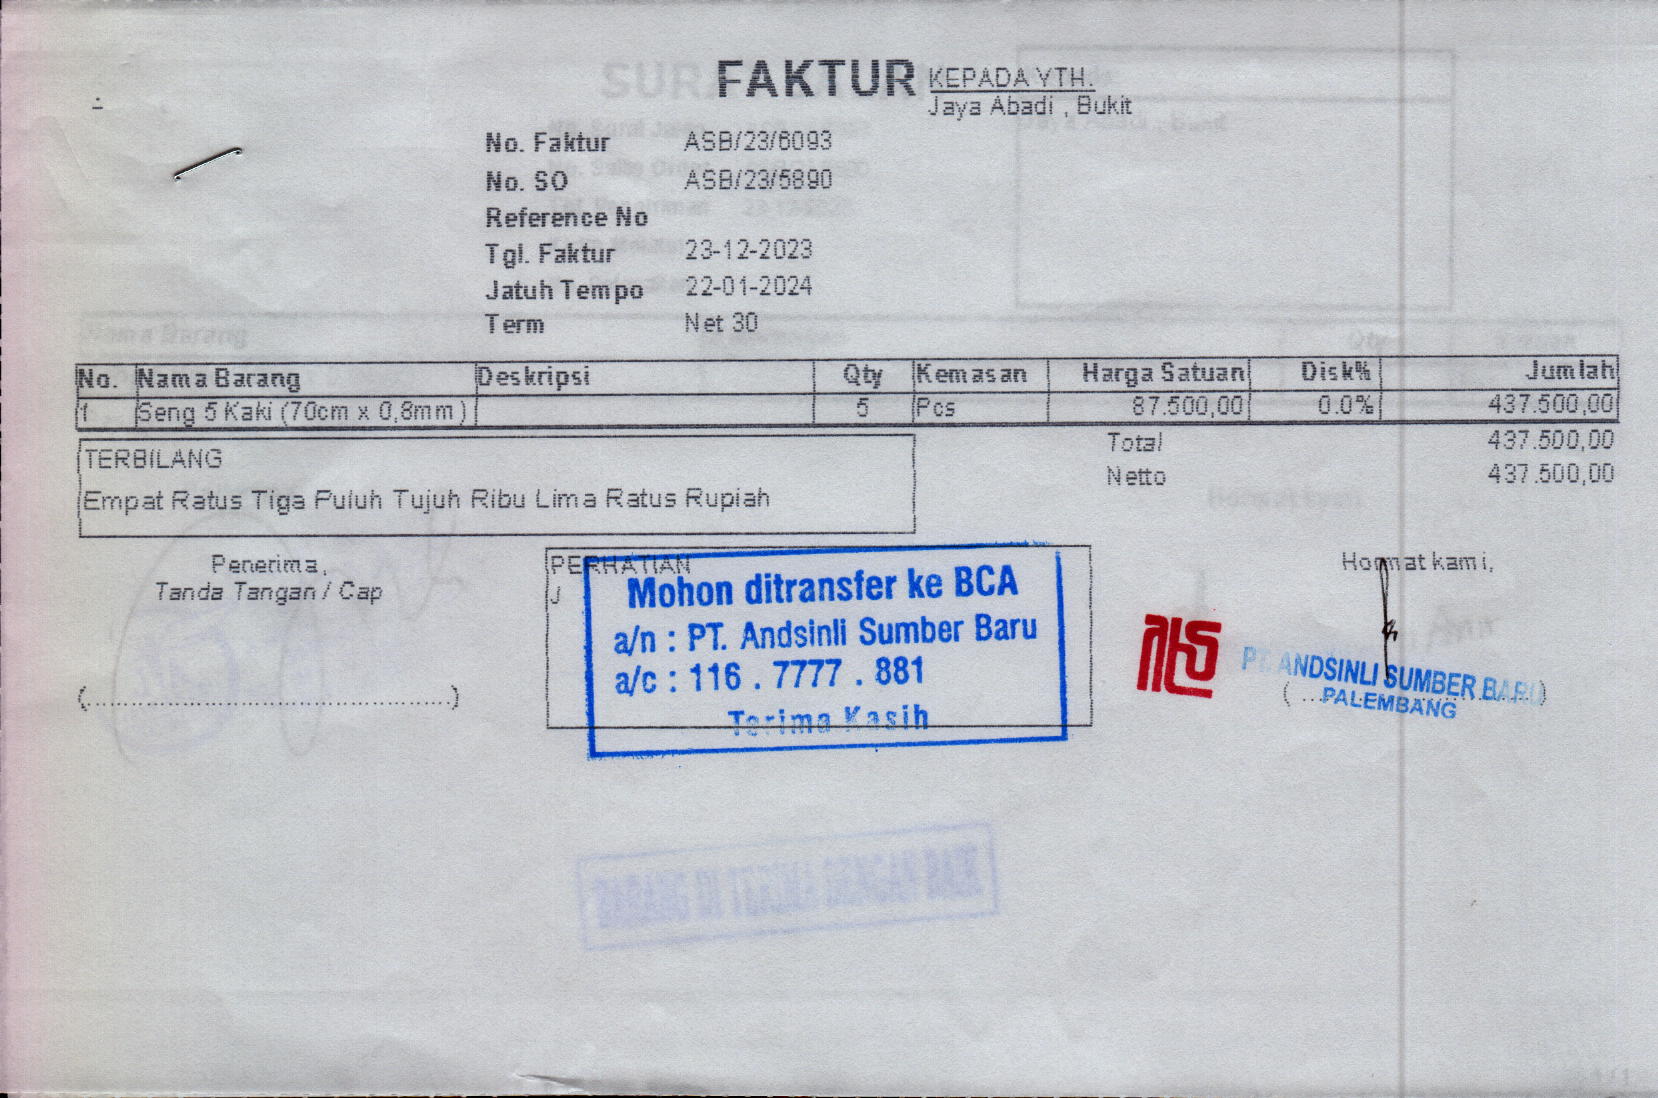 FAKTUR
KEPADA YTH.
Jaya Abadi , Bukit
No. Faktur ASB/23/6093
No. SO ASB/23/5890
Reference No
Tgl. Faktur 23-12-2023
Jatuh Tempo 22-01-2024
Term Net 30
No. Nama Barang Deskripsi Qty Kemasan Harga Satuan Disk% Jumlah
1 Seng 5 Kaki (70cm x 0,8mm) 5 Pcs 87.500,00 0.0% 437.500,00
Total 437.500,00
Netto 437.500,00
TERBILANG
Empat Ratus Tiga Puluh Tujuh Ribu Lima Ratus Rupiah
Penerima,
Tanda Tangan / Cap
(....................................................)
PERHATIAN
J
Mohon ditransfer ke BCA
a/n : PT. Andsinli Sumber Baru
a/c : 116 . 7777 . 881
Terima Kasih
Hormat kami,
PT. ANDSINLI SUMBER BARU
PALEMBANG